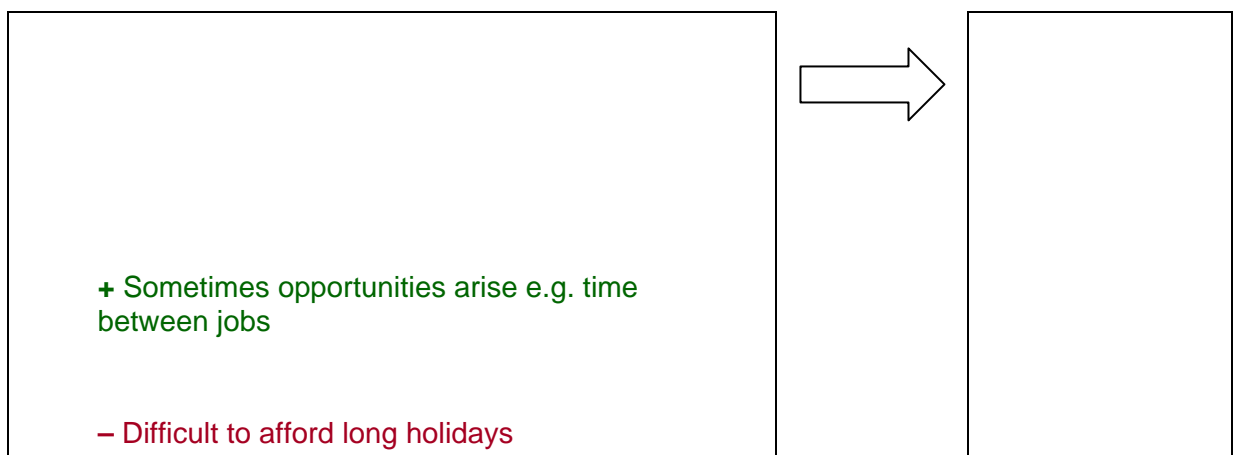 + Sometimes opportunities arise e.g. time
between jobs
– Difficult to afford long holidays